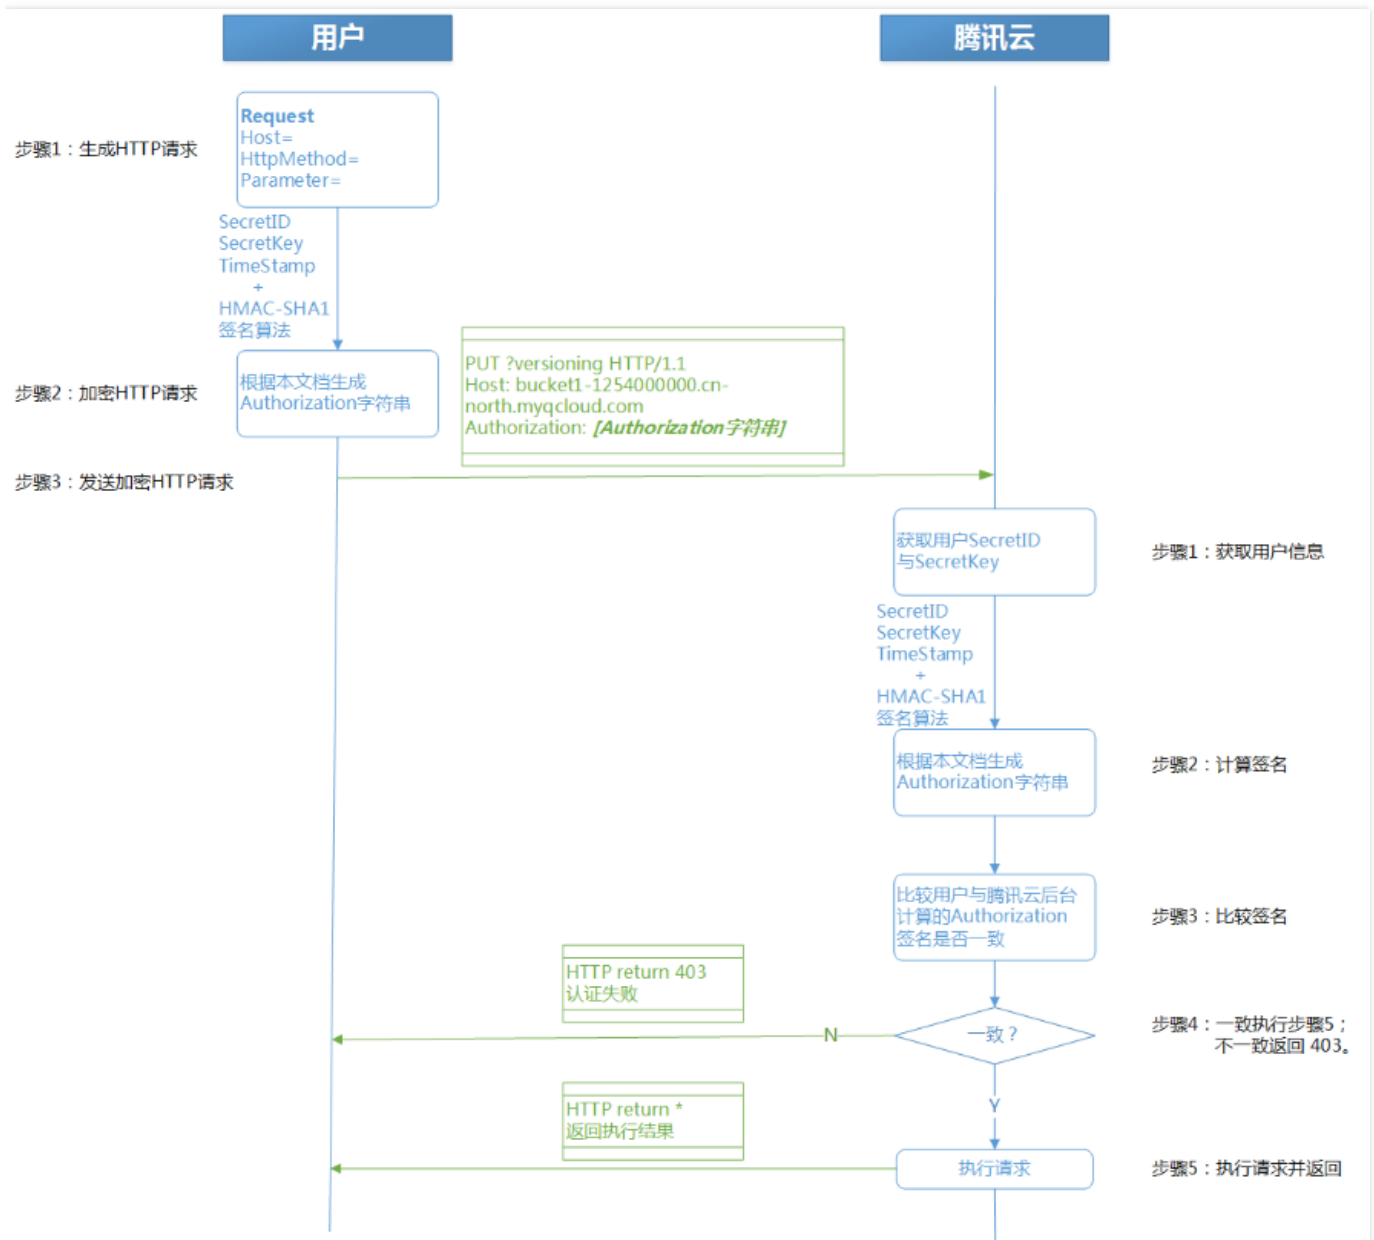 用户
腾讯云
步骤1：生成HTTP请求
Request
Host=
HttpMethod=
Parameter=
SecretID
SecretKey
TimeStamp
+
HMAC-SHA1
签名算法
步骤2：加密HTTP请求
根据本文档生成
Authorization字符串
PUT ?versioning HTTP/1.1
Host: bucket1-1254000000.cn-
north.myqcloud.com
Authorization: [Authorization字符串]
步骤3：发送加密HTTP请求
获取用户SecretID
与SecretKey
步骤1：获取用户信息
SecretID
SecretKey
TimeStamp
+
HMAC-SHA1
签名算法
根据本文档生成
Authorization字符串
步骤2：计算签名
比较用户与腾讯云后台
计算的Authorization
签名是否一致
步骤3：比较签名
HTTP return 403
认证失败
N
一致？
步骤4：一致执行步骤5；
不一致返回 403。
Y
HTTP return *
返回执行结果
执行请求
步骤5：执行请求并返回